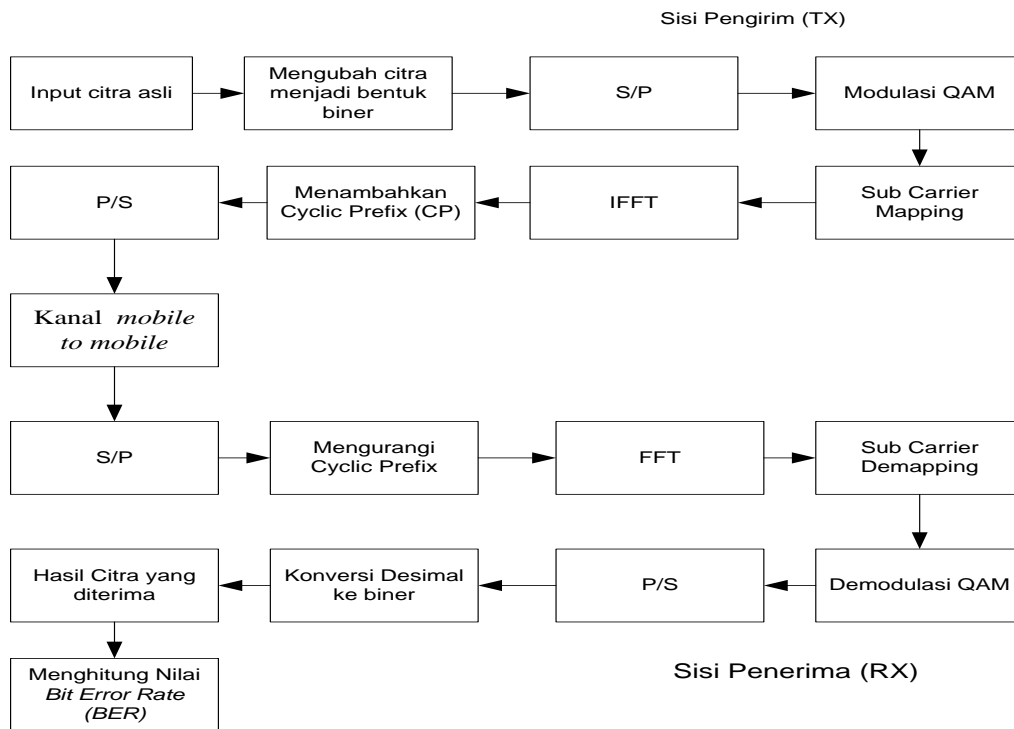 Sisi Pengirim (TX)
Input citra asli
Mengubah citra
menjadi bentuk
biner
S/P
Modulasi QAM
P/S
Menambahkan
Cyclic Prefix (CP)
IFFT
Sub Carrier
Mapping
Kanal mobile
to mobile
S/P
Mengurangi
Cyclic Prefix
FFT
Sub Carrier
Demapping
Hasil Citra yang
diterima
Konversi Desimal
ke biner
P/S
Demodulasi QAM
Menghitung Nilai
Bit Error Rate
(BER)
Sisi Penerima (RX)